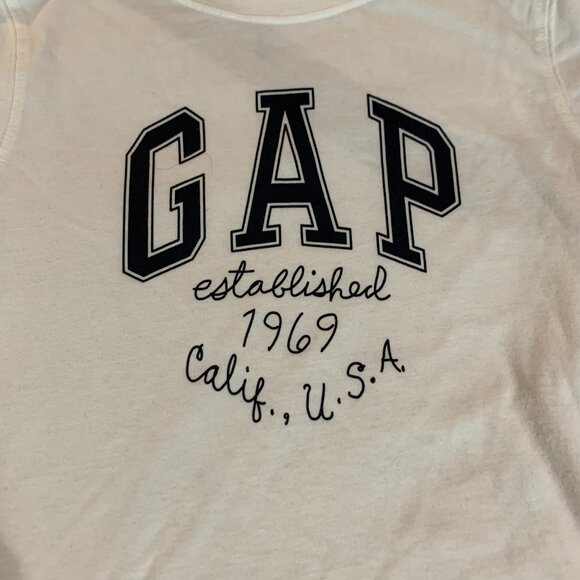 GAP
established
1969
Calif., U.S.A.